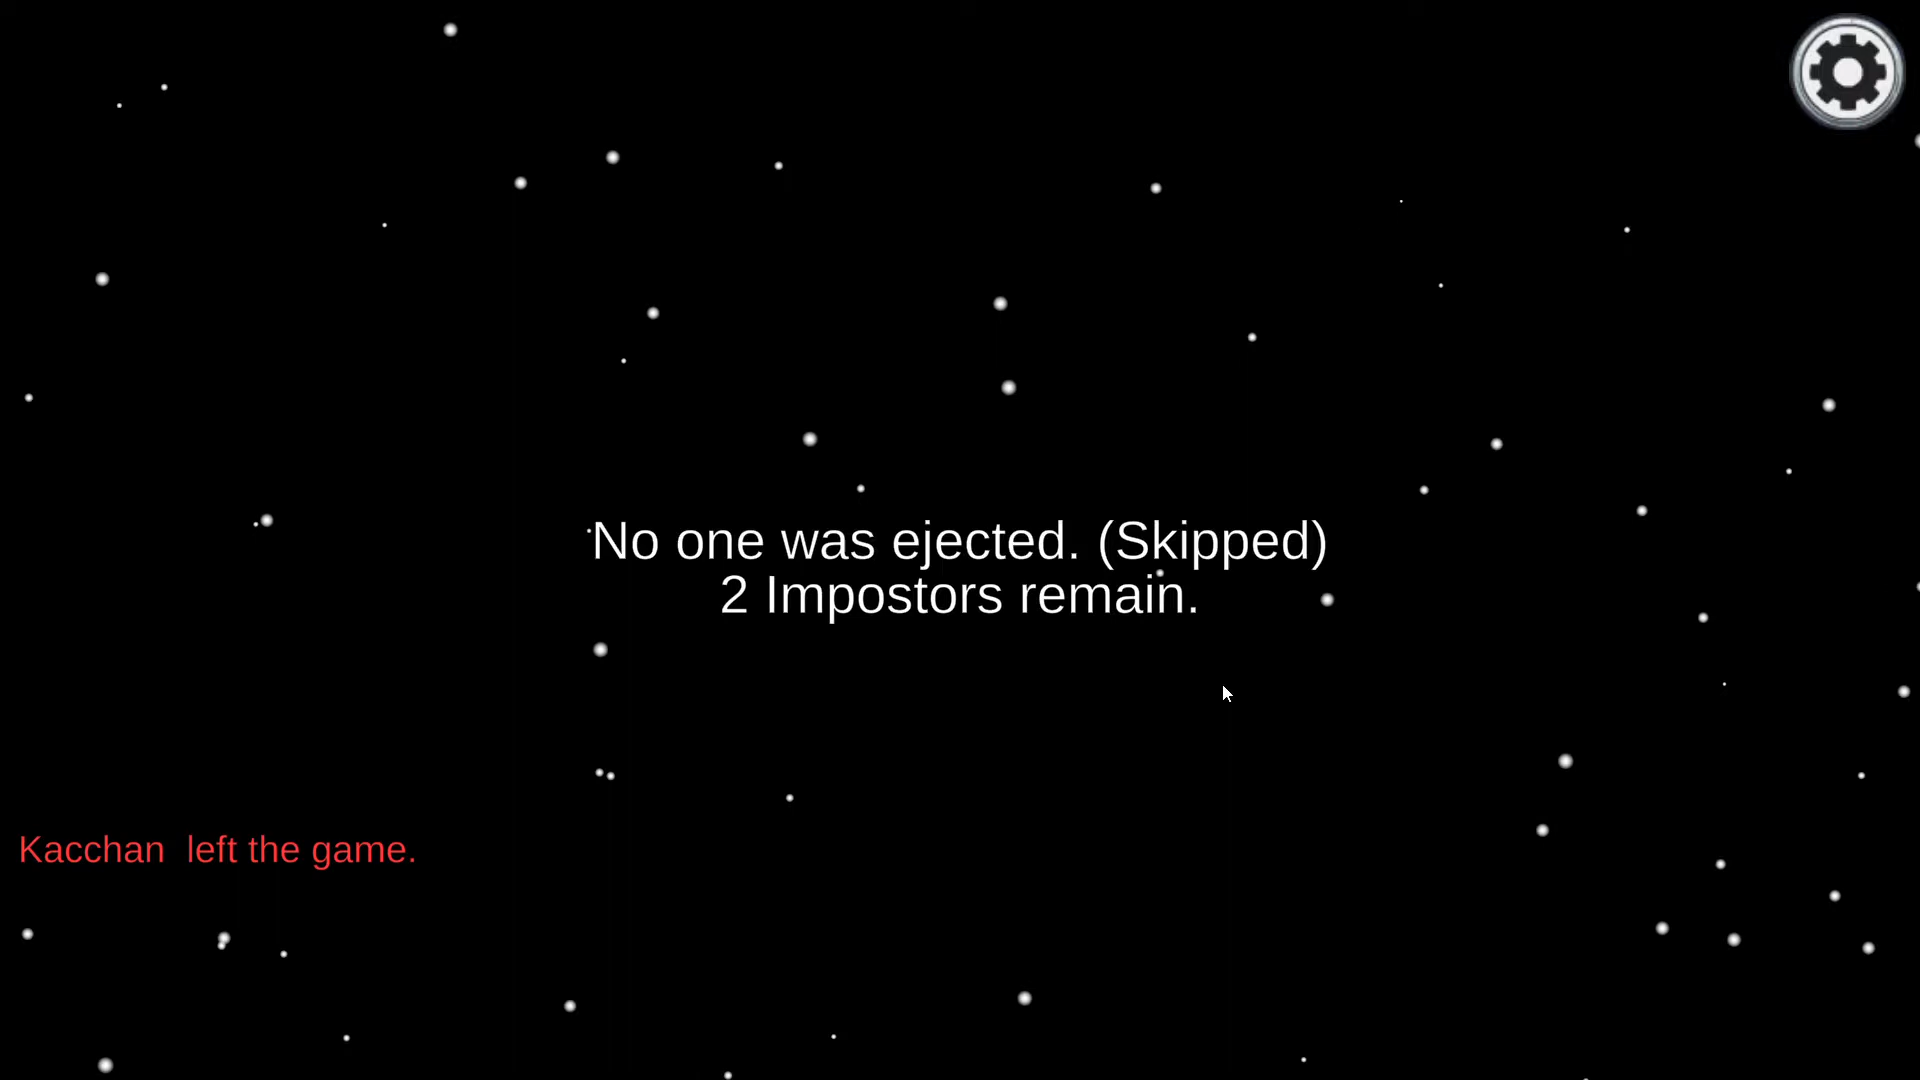 No one was ejected. (Skipped)
2 Impostors remain.
Kacchan  left the game.